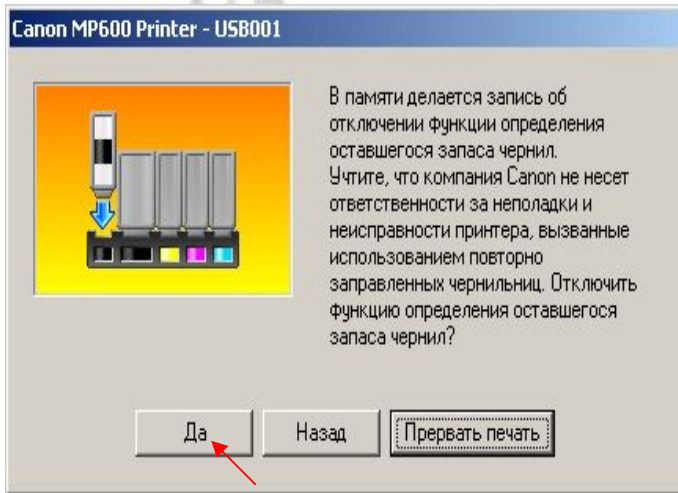 Canon MP600 Printer - USB001
В памяти делается запись об
отключении функции определения
оставшегося запаса чернил.
Учтите, что компания Canon не несет
ответственности за неполадки и
неисправности принтера, вызванные
использованием повторно
заправленных чернильниц. Отключить
функцию определения оставшегося
запаса чернил?
Да
Назад
Прервать печать